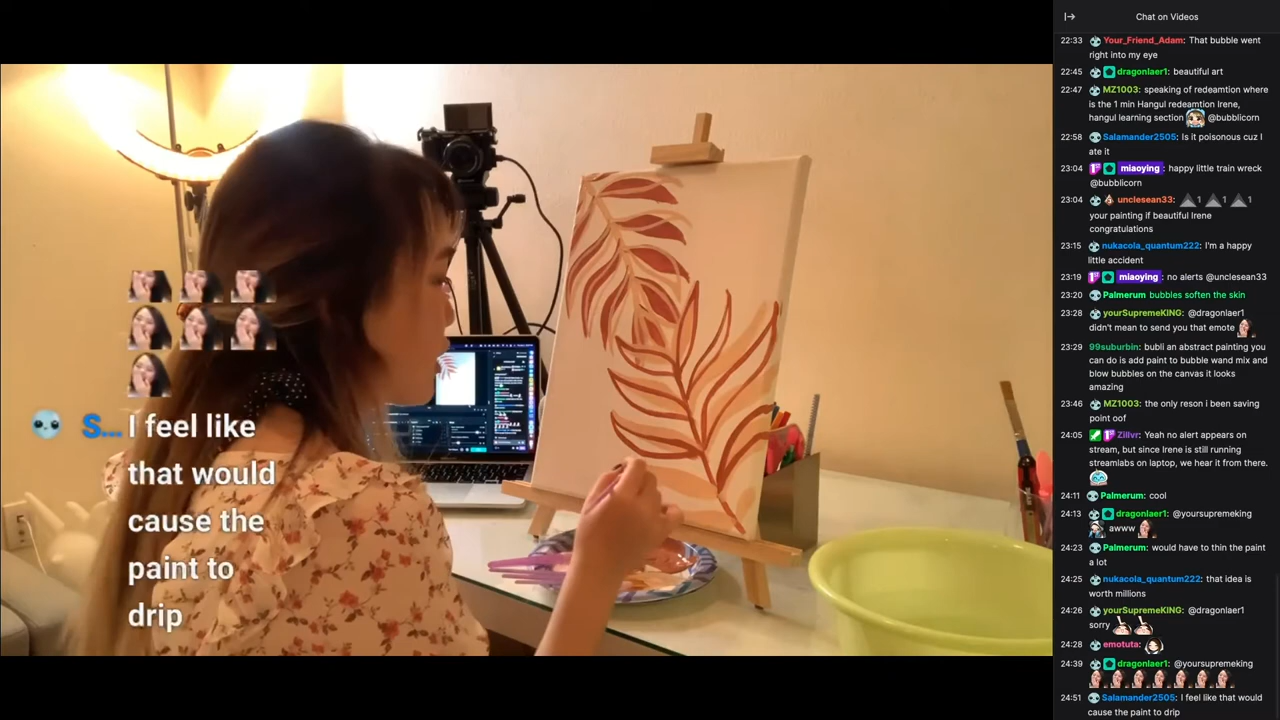 S... I feel like
that would
cause the
paint to
drip
Chat on Videos
22:33 Your_Friend_Adam: That bubble went
right into my eye
22:45 dragonlaer1: beautiful art
22:47 MZ1003: speaking of redeamtion where
is the 1 min Hangul redeamtion Irene,
hangul learning section @bubblicorn
22:58 Salamander2505: Is it poisonous cuz I
ate it
23:04 miaoying: happy little train wreck
@bubblicorn
23:04 unclesean33: 1 1 1
your painting if beautiful Irene
congratulations
23:15 nukacola_quantum222: I'm a happy
little accident
23:19 miaoying: no alerts @unclesean33
23:20 Palmerum: bubbles soften the skin
23:28 yourSupremeKING: @dragonlaer1
didn't mean to send you that emote
23:29 99suburbin: bubli an abstract painting you
can do is add paint to bubbie wand mix and
blow bubbles on the canvas it looks
amazing
23:46 MZ1003: the only reson i been saving
point oof
24:05 Zillvr: Yeah no alert appears on
stream, but since Irene is still running
streamlabs on laptop, we hear it from there.
24:11 Palmerum: cool
24:13 dragonlaer1: @yoursupremeking
awww
24:23 Palmerum: would have to thin the paint
a lot
24:25 nukacola_quantum222: that idea is
worth millions
24:26 yourSupremeKING: @dragonlaer1
sorry
24:28 emotuta:
24:39 dragonlaer1: @yoursupremeking
24:51 Salamander2505: I feel like that would
cause the paint to drip